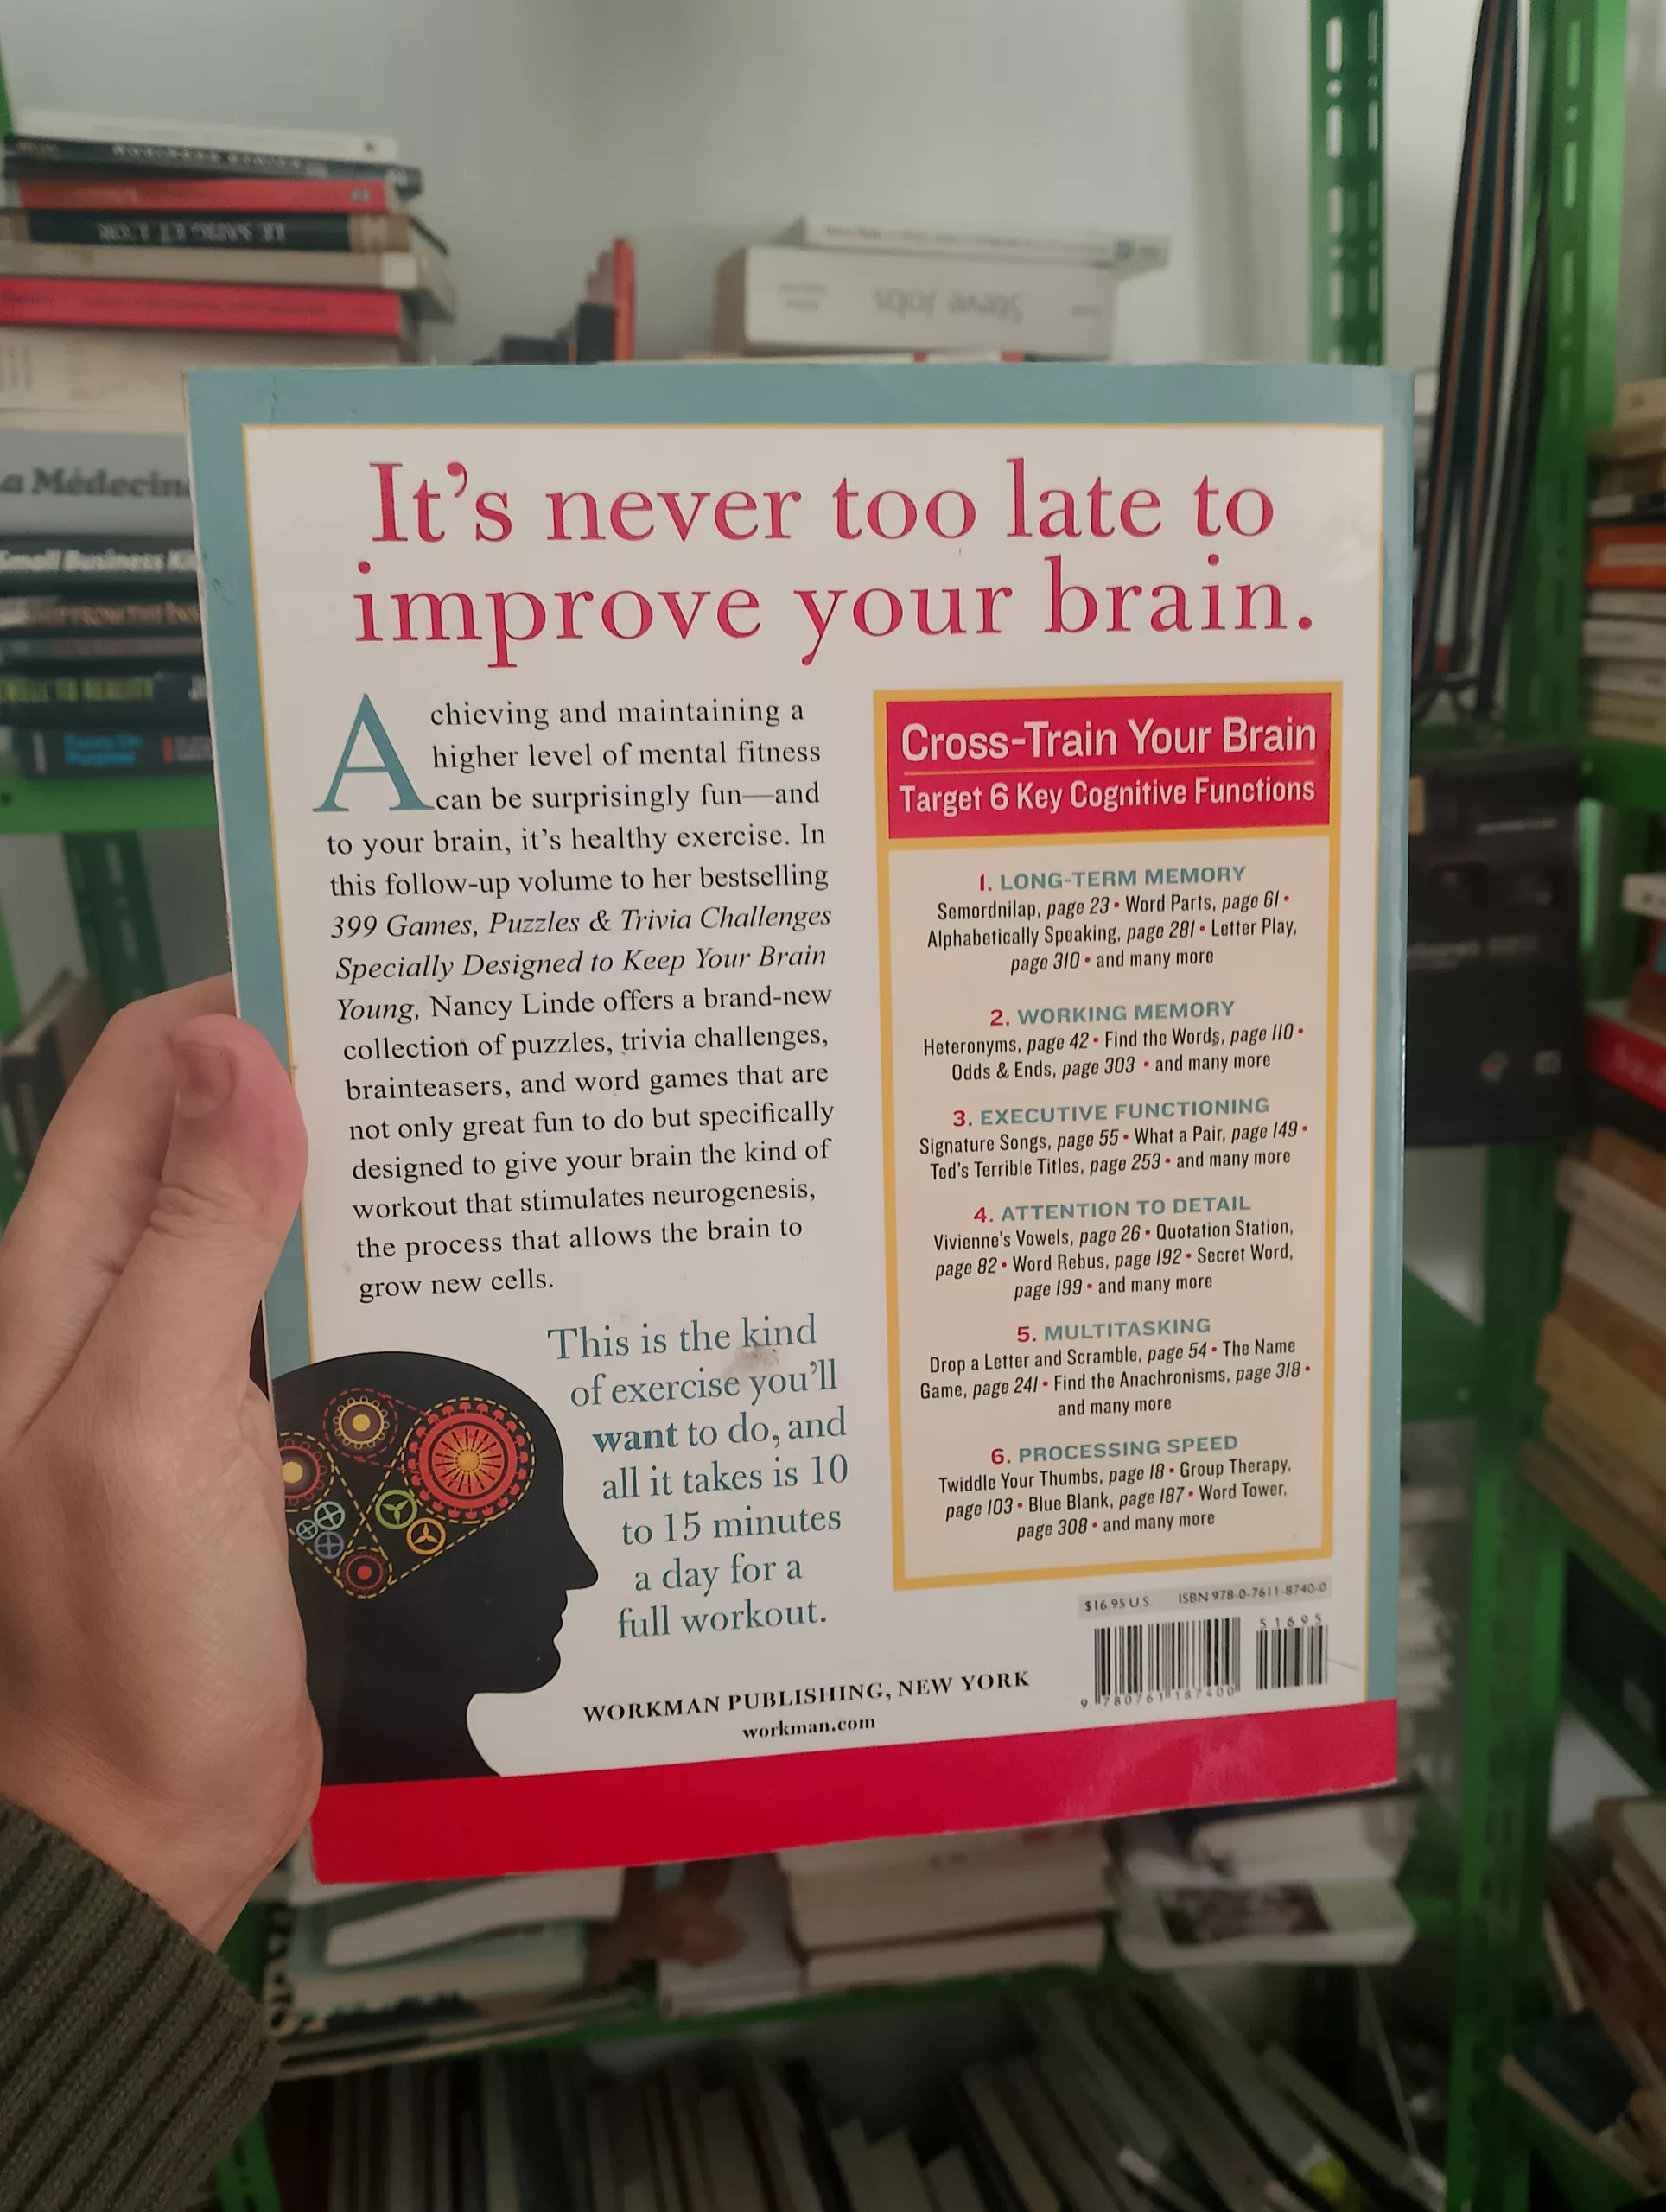 LE SANG ET L'OR
Steve Jobs
a Médecin
Small Business Ki
It's never too late to
improve your brain.
Achieving and maintaining a
higher level of mental fitness
can be surprisingly fun—and
to your brain, it's healthy exercise. In
this follow-up volume to her bestselling
399 Games, Puzzles & Trivia Challenges
Specially Designed to Keep Your Brain
Young, Nancy Linde offers a brand-new
collection of puzzles, trivia challenges,
brainteasers, and word games that are
not only great fun to do but specifically
designed to give your brain the kind of
workout that stimulates neurogenesis,
the process that allows the brain to
grow new cells.
This is the kind
of exercise you'll
want to do, and
all it takes is 10
to 15 minutes
a day for a
full workout.
Cross-Train Your Brain
Target 6 Key Cognitive Functions
1. LONG-TERM MEMORY
Semordnilap, page 23 • Word Parts, page 61 •
Alphabetically Speaking, page 281 • Letter Play,
page 310 • and many more
2. WORKING MEMORY
Heteronyms, page 42 • Find the Words, page 110 •
Odds & Ends, page 303 • and many more
3. EXECUTIVE FUNCTIONING
Signature Songs, page 55 • What a Pair, page 149 •
Ted's Terrible Titles, page 253 • and many more
4. ATTENTION TO DETAIL
Vivienne's Vowels, page 26 • Quotation Station,
page 82 • Word Rebus, page 192 • Secret Word,
page 199 • and many more
5. MULTITASKING
Drop a Letter and Scramble, page 54 • The Name
Game, page 241 • Find the Anachronisms, page 318 •
and many more
6. PROCESSING SPEED
Twiddle Your Thumbs, page 18 • Group Therapy,
page 103 • Blue Blank, page 187 • Word Tower,
page 308 • and many more
$16.95 U.S. ISBN 978-0-7611-8740-0
51695
9 780761 187400
WORKMAN PUBLISHING, NEW YORK
workman.com